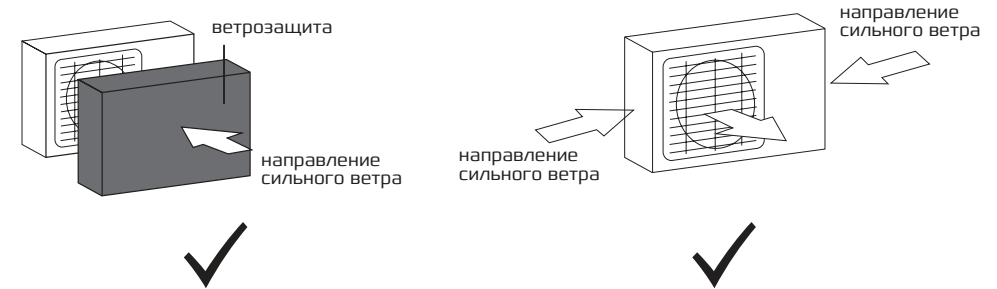 ветрозащита
направление
сильного ветра
направление
сильного ветра
направление
сильного ветра